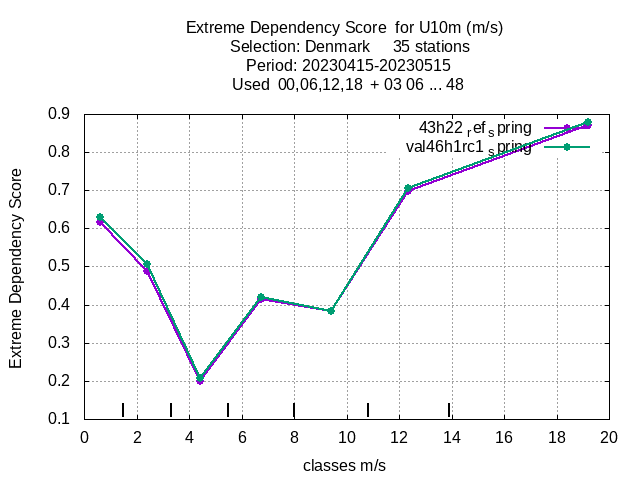 Extreme Dependency Score  for U10m (m/s)
Selection: Denmark     35 stations
Period: 20230415-20230515
Used  00,06,12,18  + 03 06 ... 48
43h22 ref spring
val46h1rc1 spring
Extreme Dependency Score
0.9
0.8
0.7
0.6
0.5
0.4
0.3
0.2
0.1
0 2 4 6 8 10 12 14 16 18 20
classes m/s